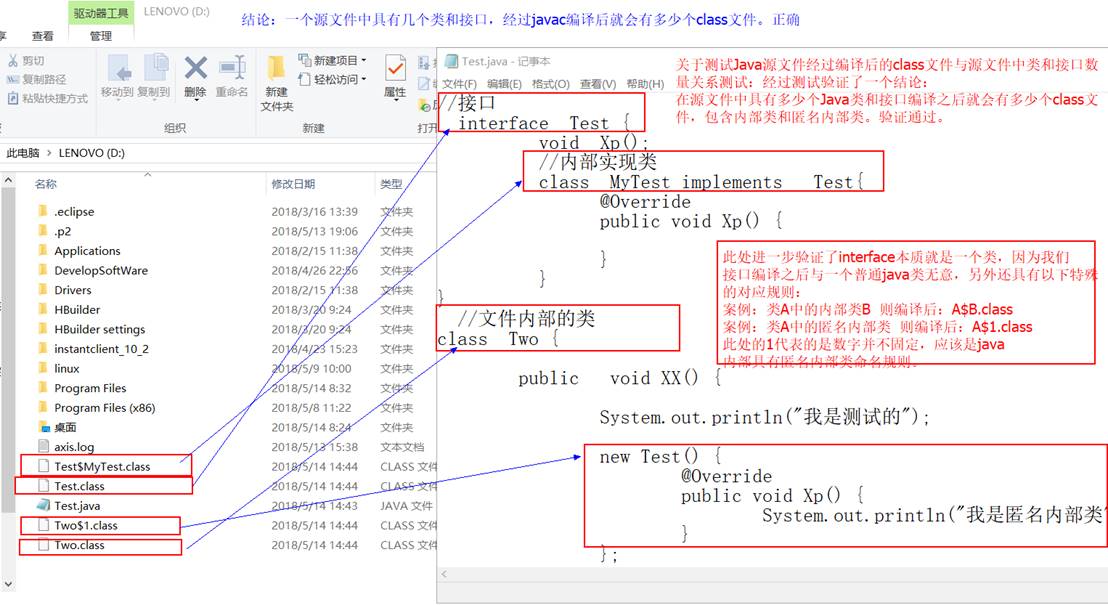 驱动器工具
LENOVO (D:)
结论：一个源文件中具有几个类和接口，经过javac编译后就会有多少个class文件。正确
享
查看
管理
剪切
复制路径
粘贴快捷方式
移动到
复制到
删除
重命名
新建
文件夹
新建项目
轻松访问
属性
打开
组织
新建
此电脑 > LENOVO (D:)
名称
修改日期
类型
.eclipse 2018/3/16 13:39 文件夹
.p2 2018/5/13 19:06 文件夹
Applications 2018/2/15 11:38 文件夹
DevelopSoftWare 2018/4/26 22:56 文件夹
Drivers 2018/2/15 11:38 文件夹
HBuilder 2018/3/20 9:24 文件夹
HBuilder settings 2018/3/20 9:24 文件夹
instantclient_10_2 2018/4/23 15:23 文件夹
linux 2018/5/9 10:00 文件夹
Program Files 2018/5/14 8:32 文件夹
Program Files (x86) 2018/5/8 11:22 文件夹
桌面 2018/5/14 8:24 文件夹
axis.log 2018/5/13 15:38 文本文档
Test$MyTest.class 2018/5/14 14:44 CLASS 文件
Test.class 2018/5/14 14:44 CLASS 文件
Test.java 2018/5/14 14:43 JAVA 文件
Two$1.class 2018/5/14 14:44 CLASS 文件
Two.class 2018/5/14 14:44 CLASS 文件
Test.java - 记事本
文件(F) 编辑(E) 格式(O) 查看(V) 帮助(H)
关于测试Java源文件经过编译后的class文件与源文件中类和接口数
量关系测试：经过测试验证了一个结论：
在源文件中具有多少个Java类和接口编译之后就会有多少个class文
件，包含内部类和匿名内部类。验证通过。
//接口
interface Test {
void Xp();
//内部实现类
class MyTest implements Test{
@Override
public void Xp() {
}
}
}
此处进一步验证了interface本质就是一个类，因为我们
接口编译之后与一个普通java类无意，另外还具有以下特殊
的对应规则：
案例：类A中的内部类B 则编译后：A$B.class
案例：类A中的匿名内部类 则编译后：A$1.class
此处的1代表的是数字并不固定，应该是java
内部具有匿名内部类命名规则。
//文件内部的类
class Two {
public void XX() {
System.out.println("我是测试的");
new Test() {
@Override
public void Xp() {
System.out.println("我是匿名内部类"
}
};